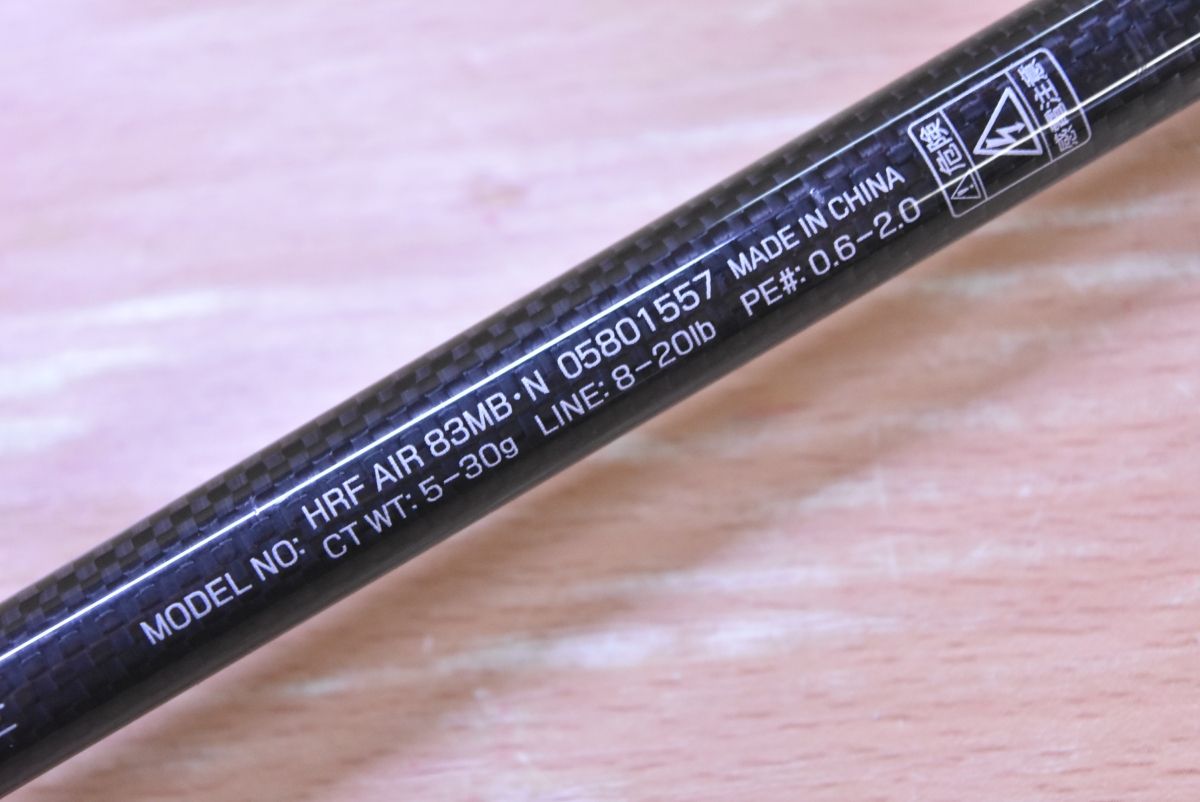 MODEL NO: HRF AIR 83MB·N 05801557 MADE IN CHINA
CT WT: 5-30g LINE: 8-20lb PE#: 0.6-2.0
⚠危険
感電注意